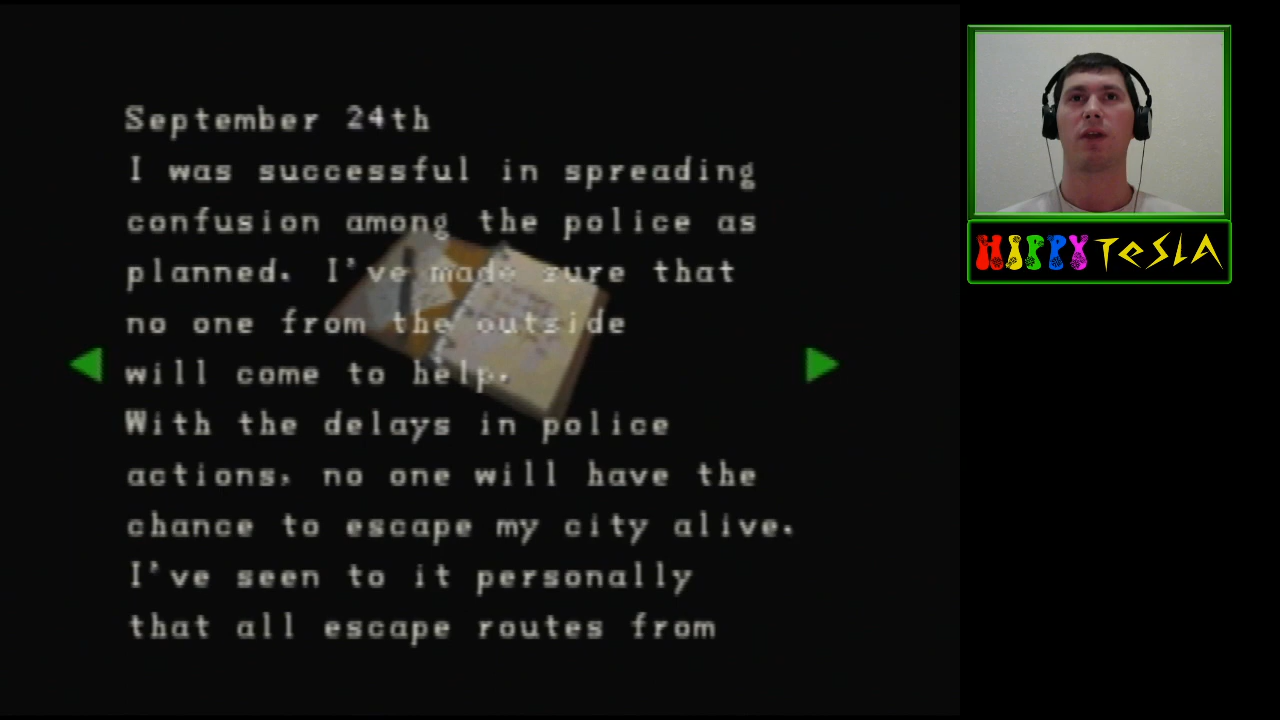 September 24th
I was successful in spreading
confusion among the police as
planned. I've made sure that
no one from the outside
will come to help.
With the delays in police
actions, no one will have the
chance to escape my city alive.
I've seen to it personally
that all escape routes from
HIPPY TeSLA